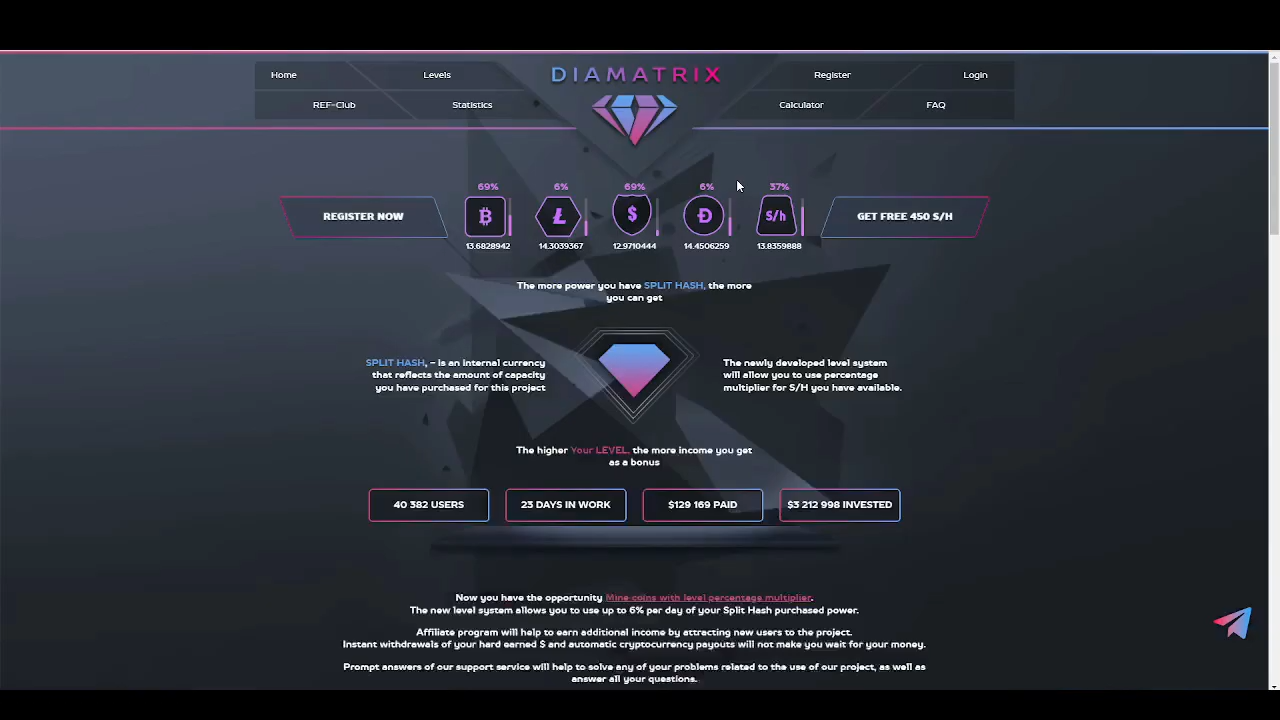 DIAMATRIX
Home
Levels
Register
Login
REF-Club
Statistics
Calculator
FAQ
69%
6%
69%
6%
37%
REGISTER NOW
S/h
GET FREE 450 S/H
13.6828942
14.3039367
12.9710444
14.4506259
13.8359888
The more power you have SPLIT HASH, the more
you can get
SPLIT HASH, - is an internal currency
that reflects the amount of capacity
you have purchased for this project
The newly developed level system
will allow you to use percentage
multiplier for S/H you have available.
The higher Your LEVEL, the more income you get
as a bonus
40 382 USERS
23 DAYS IN WORK
$129 169 PAID
$3 212 998 INVESTED
Now you have the opportunity Mine-coins with level percentage multiplier.
The new level system allows you to use up to 6% per day of your Split Hash purchased power.
Affiliate program will help to earn additional income by attracting new users to the project.
Instant withdrawals of your hard earned $ and automatic cryptocurrency payouts will not make you wait for your money.
Prompt answers of our support service will help to solve any of your problems related to the use of our project, as well as
answer all your questions.